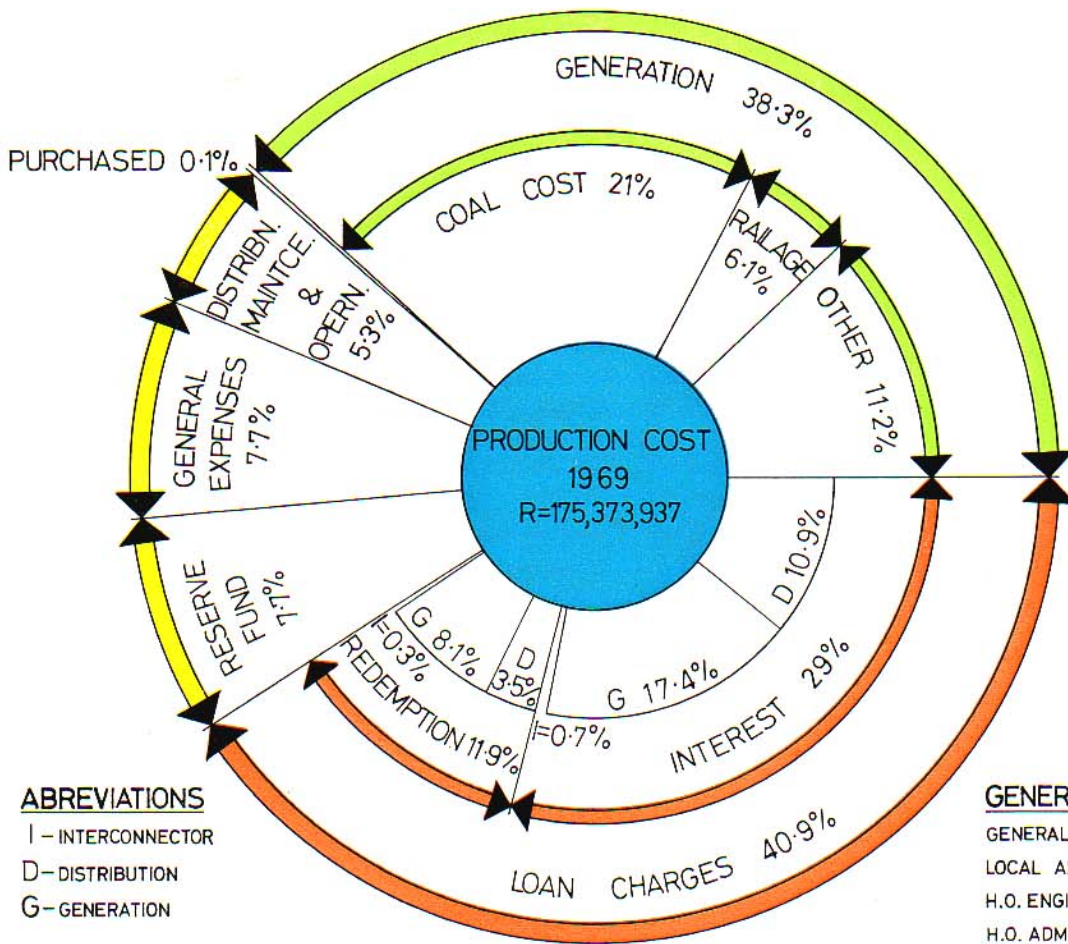 GENERATION 38·3%
PURCHASED 0·1%
COAL COST 21%
RAILAGE
6·1%
OTHER 11·2%
DISTRIBN.
MAINTCE.
&
OPERN.
5·3%
GENERAL
EXPENSES
7·7%
RESERVE
FUND
7·7%
PRODUCTION COST
1969
R=175,373,937
D 10·9%
G 17·4%
I=0·7%
INTEREST 29%
D
3·5%
G 8·1%
I=0·3%
REDEMPTION 11·9%
LOAN CHARGES 40·9%
ABREVIATIONS
I – INTERCONNECTOR
D – DISTRIBUTION
G – GENERATION
GENER
GENERAL
LOCAL A
H.O. ENGI
H.O. ADM